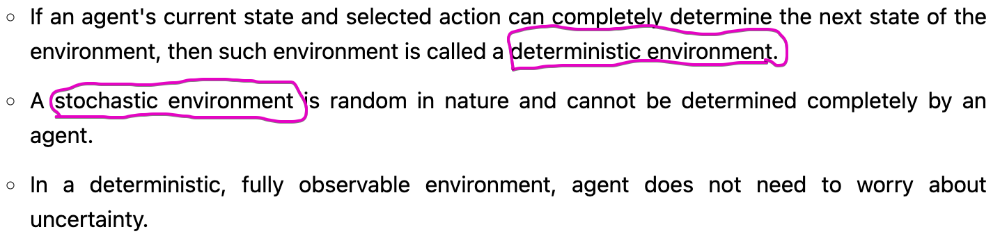 ○ If an agent's current state and selected action can completely determine the next state of the
environment, then such environment is called a deterministic environment.
○ A stochastic environment is random in nature and cannot be determined completely by an
agent.
○ In a deterministic, fully observable environment, agent does not need to worry about
uncertainty.